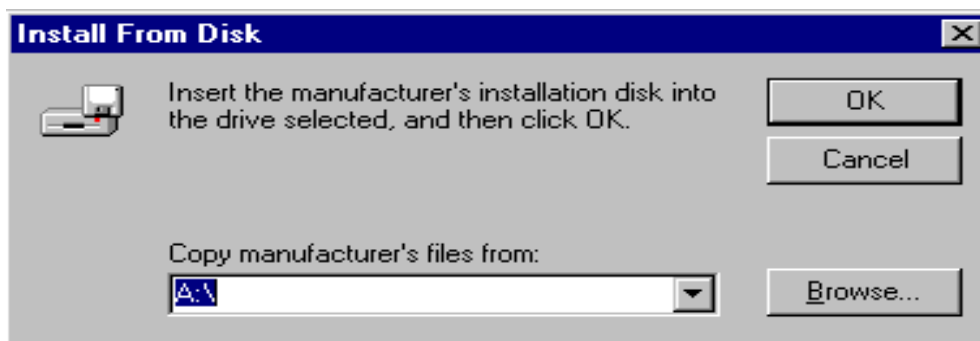 Install From Disk
Insert the manufacturer's installation disk into
the drive selected, and then click OK.
OK
Cancel
Copy manufacturer's files from:
A:\
Browse...